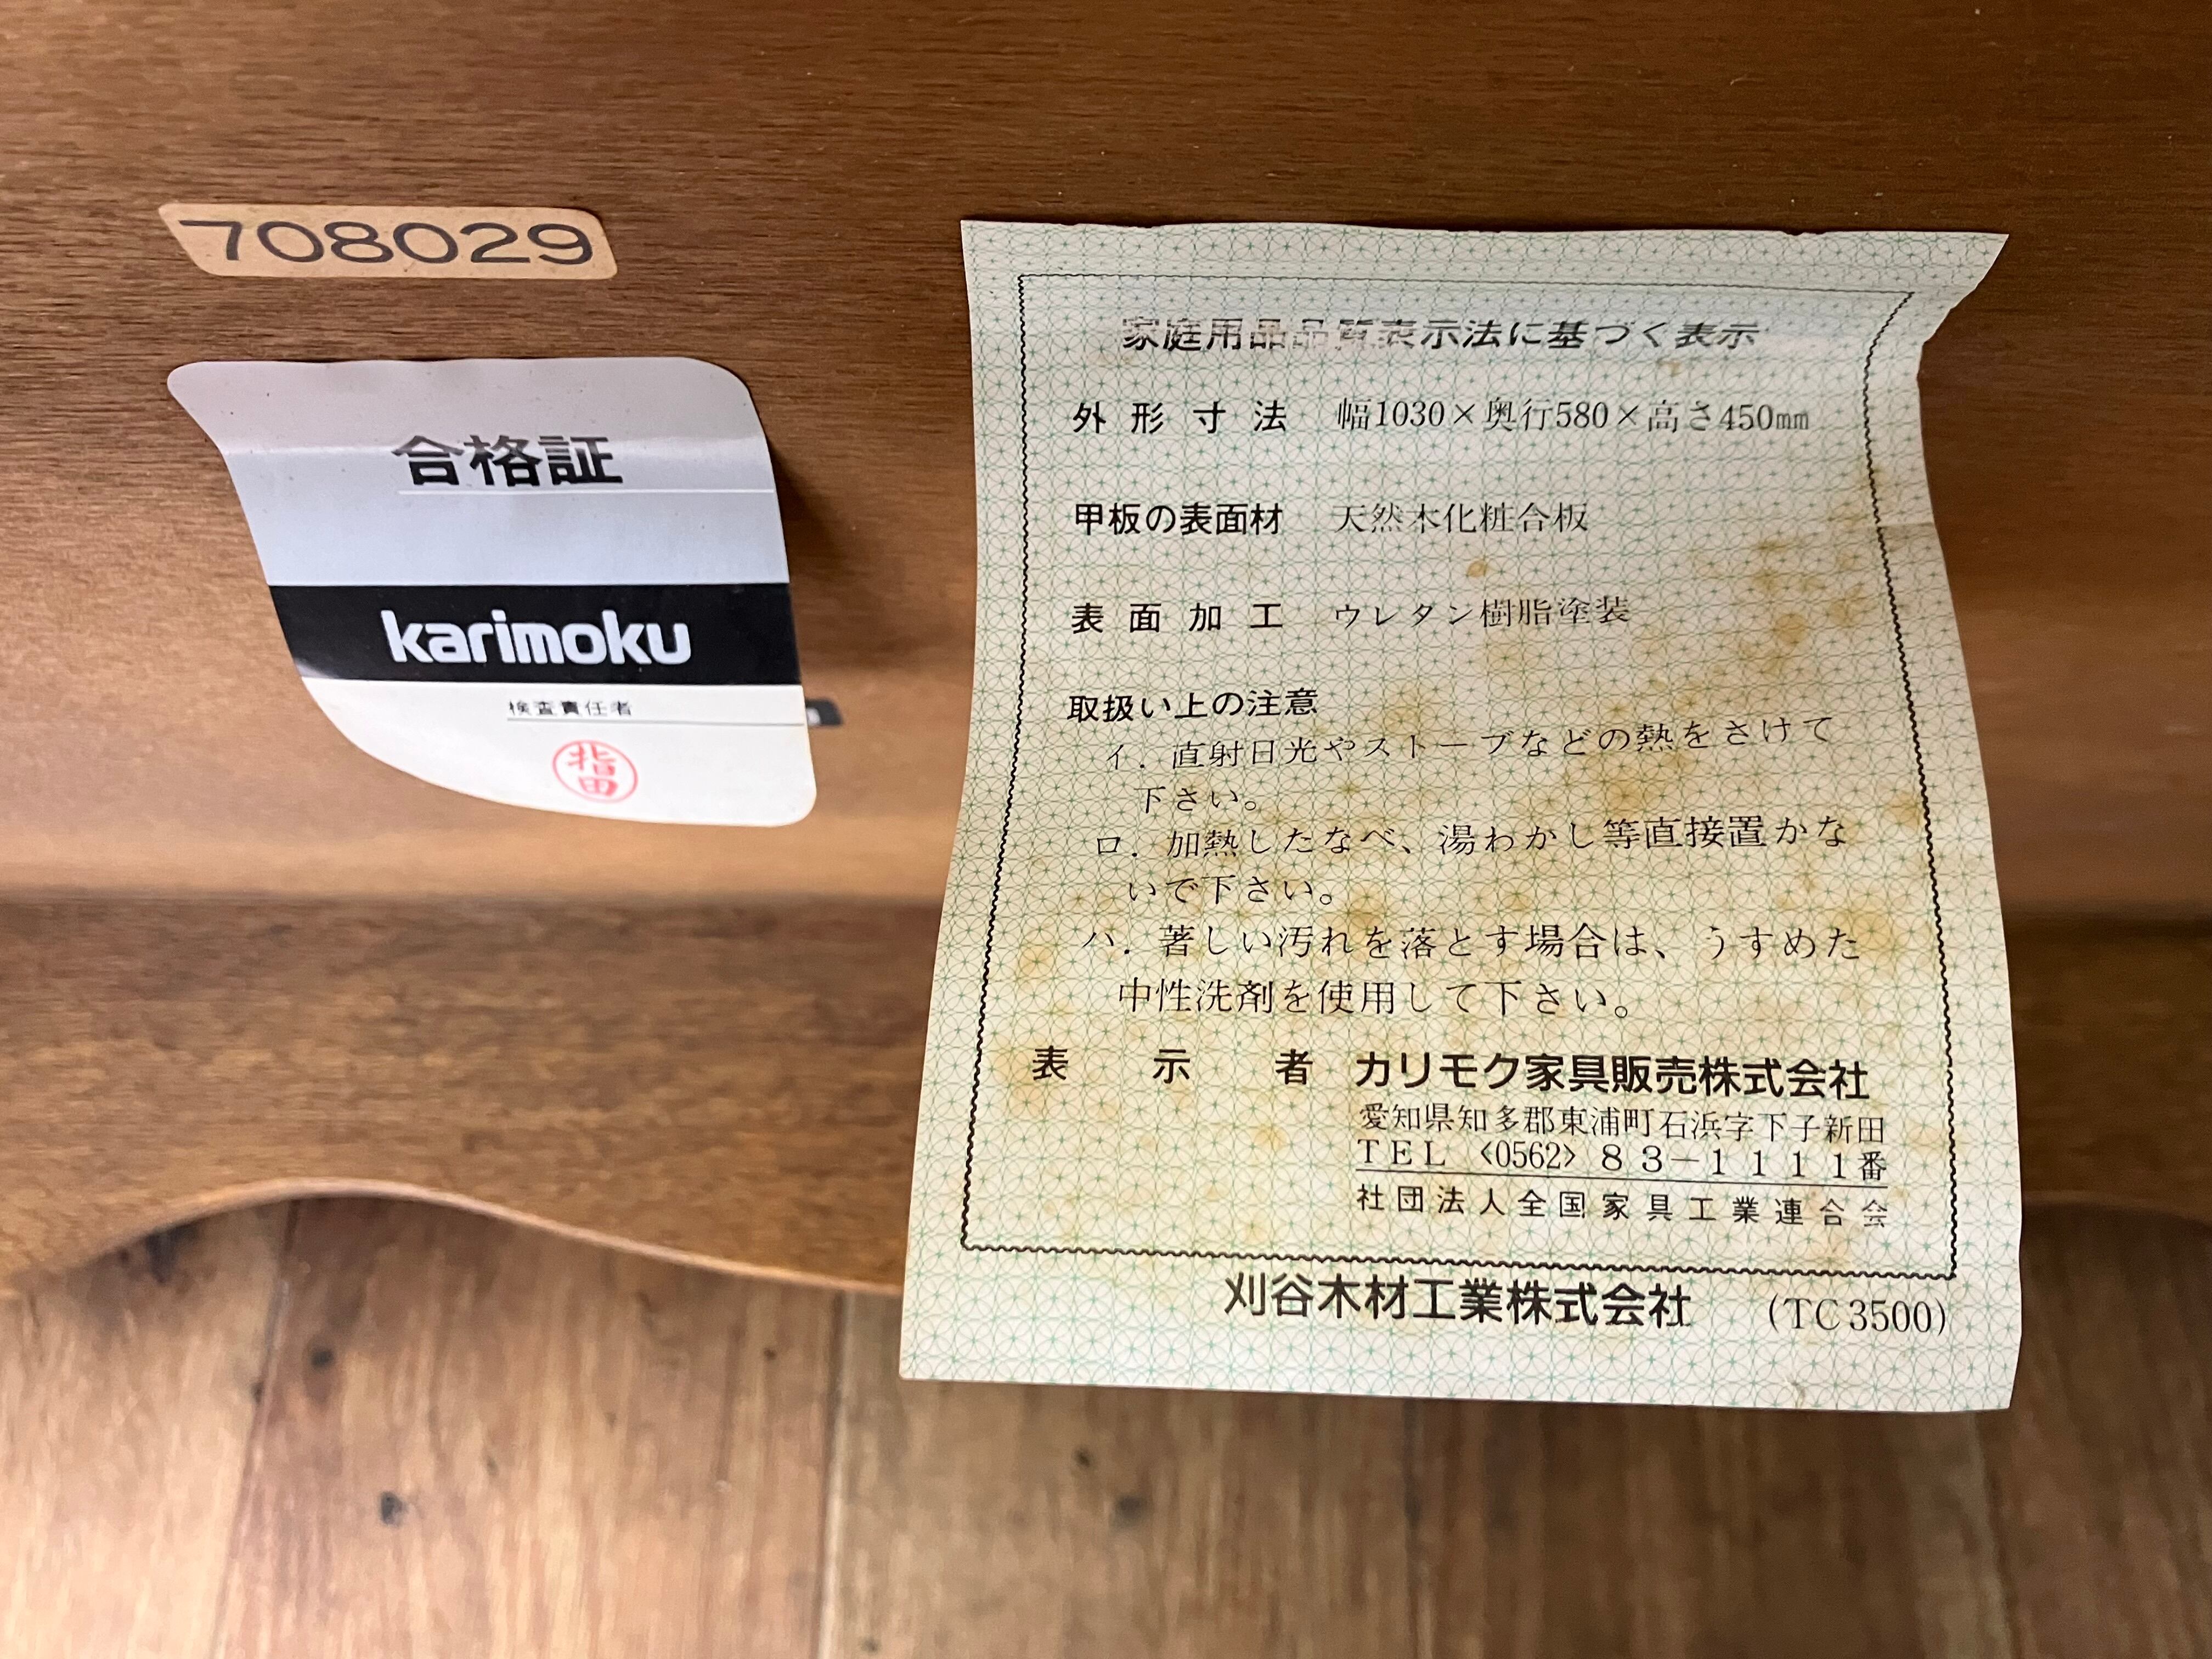 708029
合格証
karimoku
検査責任者
指田
家庭用品品質表示法に基づく表示
外形寸法 幅1030×奥行580×高さ450mm
甲板の表面材 天然木化粧合板
表面加工 ウレタン樹脂塗装
取扱い上の注意
イ．直射日光やストーブなどの熱をさけて
下さい。
ロ．加熱したなべ、湯わかし等直接置かな
いで下さい。
ハ．著しい汚れを落とす場合は、うすめた
中性洗剤を使用して下さい。
表示者 カリモク家具販売株式会社
愛知県知多郡東浦町石浜字下子新田
TEL〈0562〉83-1111番
社団法人全国家具工業連合会
刈谷木材工業株式会社 (TC3500)